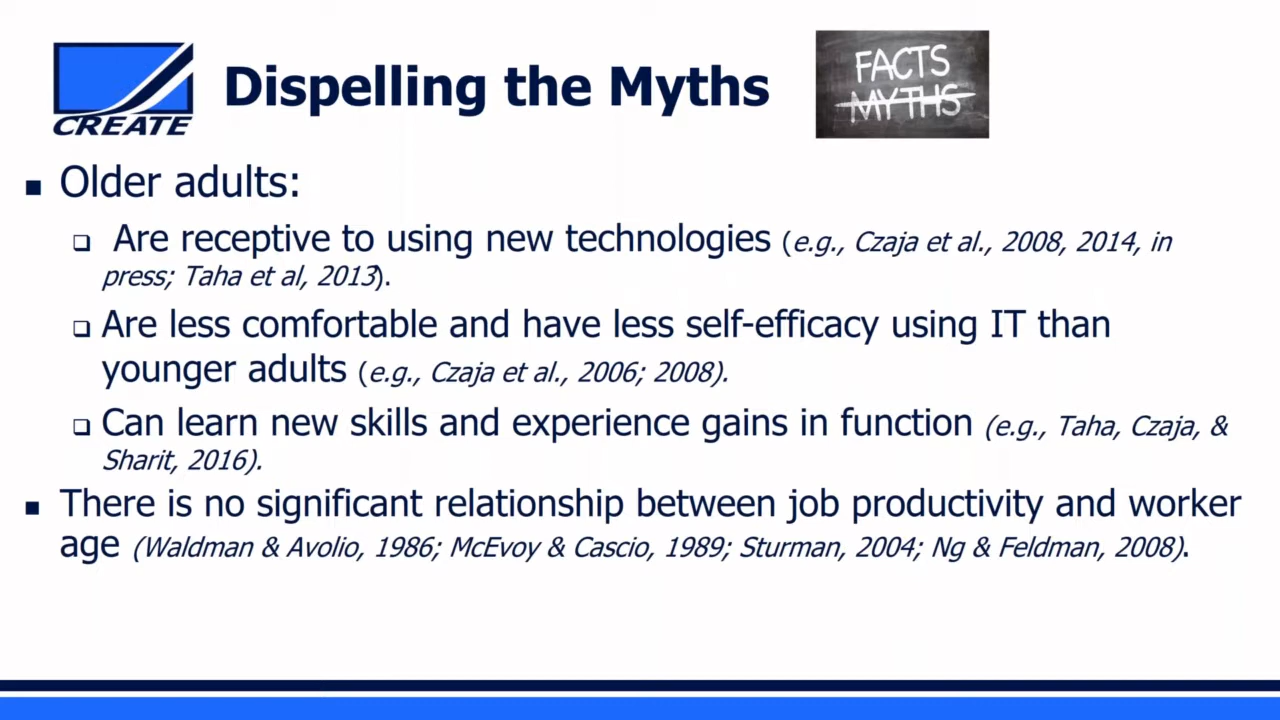 CREATE
Dispelling the Myths
FACTS
MYTHS
■ Older adults:
❑ Are receptive to using new technologies (e.g., Czaja et al., 2008, 2014, in
press; Taha et al, 2013).
❑ Are less comfortable and have less self-efficacy using IT than
younger adults (e.g., Czaja et al., 2006; 2008).
❑ Can learn new skills and experience gains in function (e.g., Taha, Czaja, &
Sharit, 2016).
■ There is no significant relationship between job productivity and worker
age (Waldman & Avolio, 1986; McEvoy & Cascio, 1989; Sturman, 2004; Ng & Feldman, 2008).